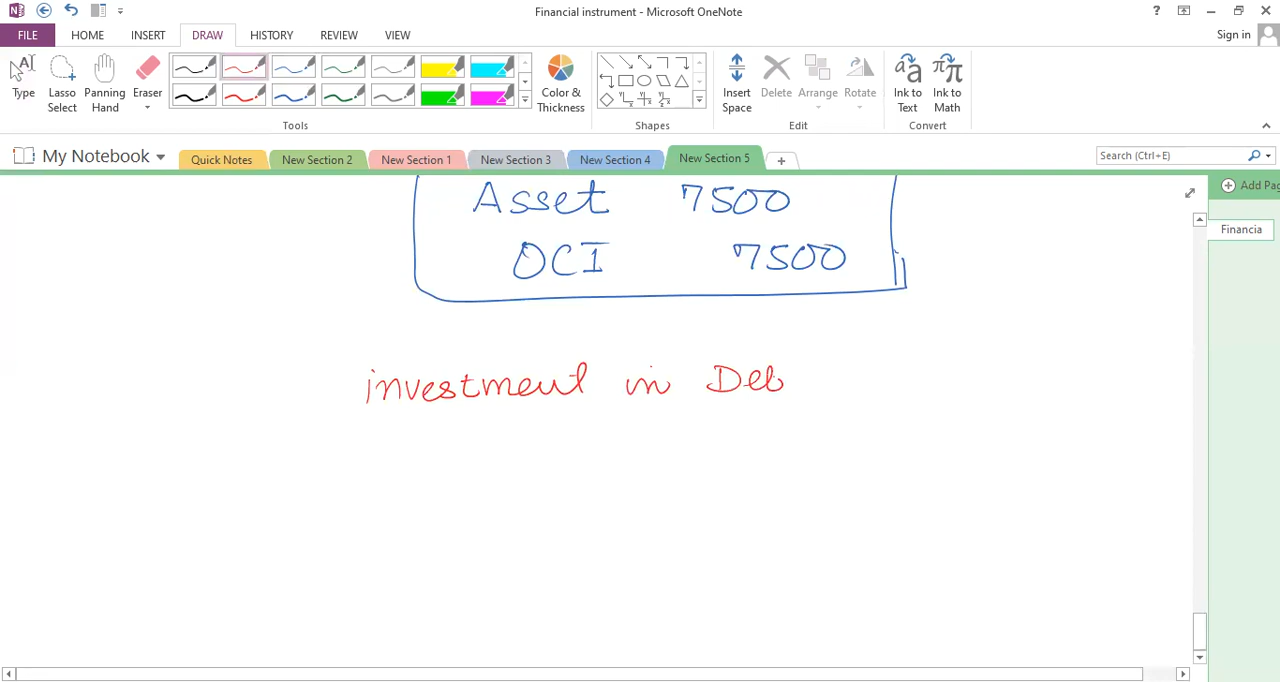 Financial instrument - Microsoft OneNote
?
FILE HOME INSERT DRAW HISTORY REVIEW VIEW Sign in
Type Lasso Select Panning Hand Eraser Color & Thickness Insert Space Delete Arrange Rotate Ink to Text Ink to Math
Tools Shapes Edit Convert
My Notebook Quick Notes New Section 2 New Section 1 New Section 3 New Section 4 New Section 5 Search (Ctrl+E)
Add Pag
Financia
Asset 7500
OCI 7500
investment in Deb